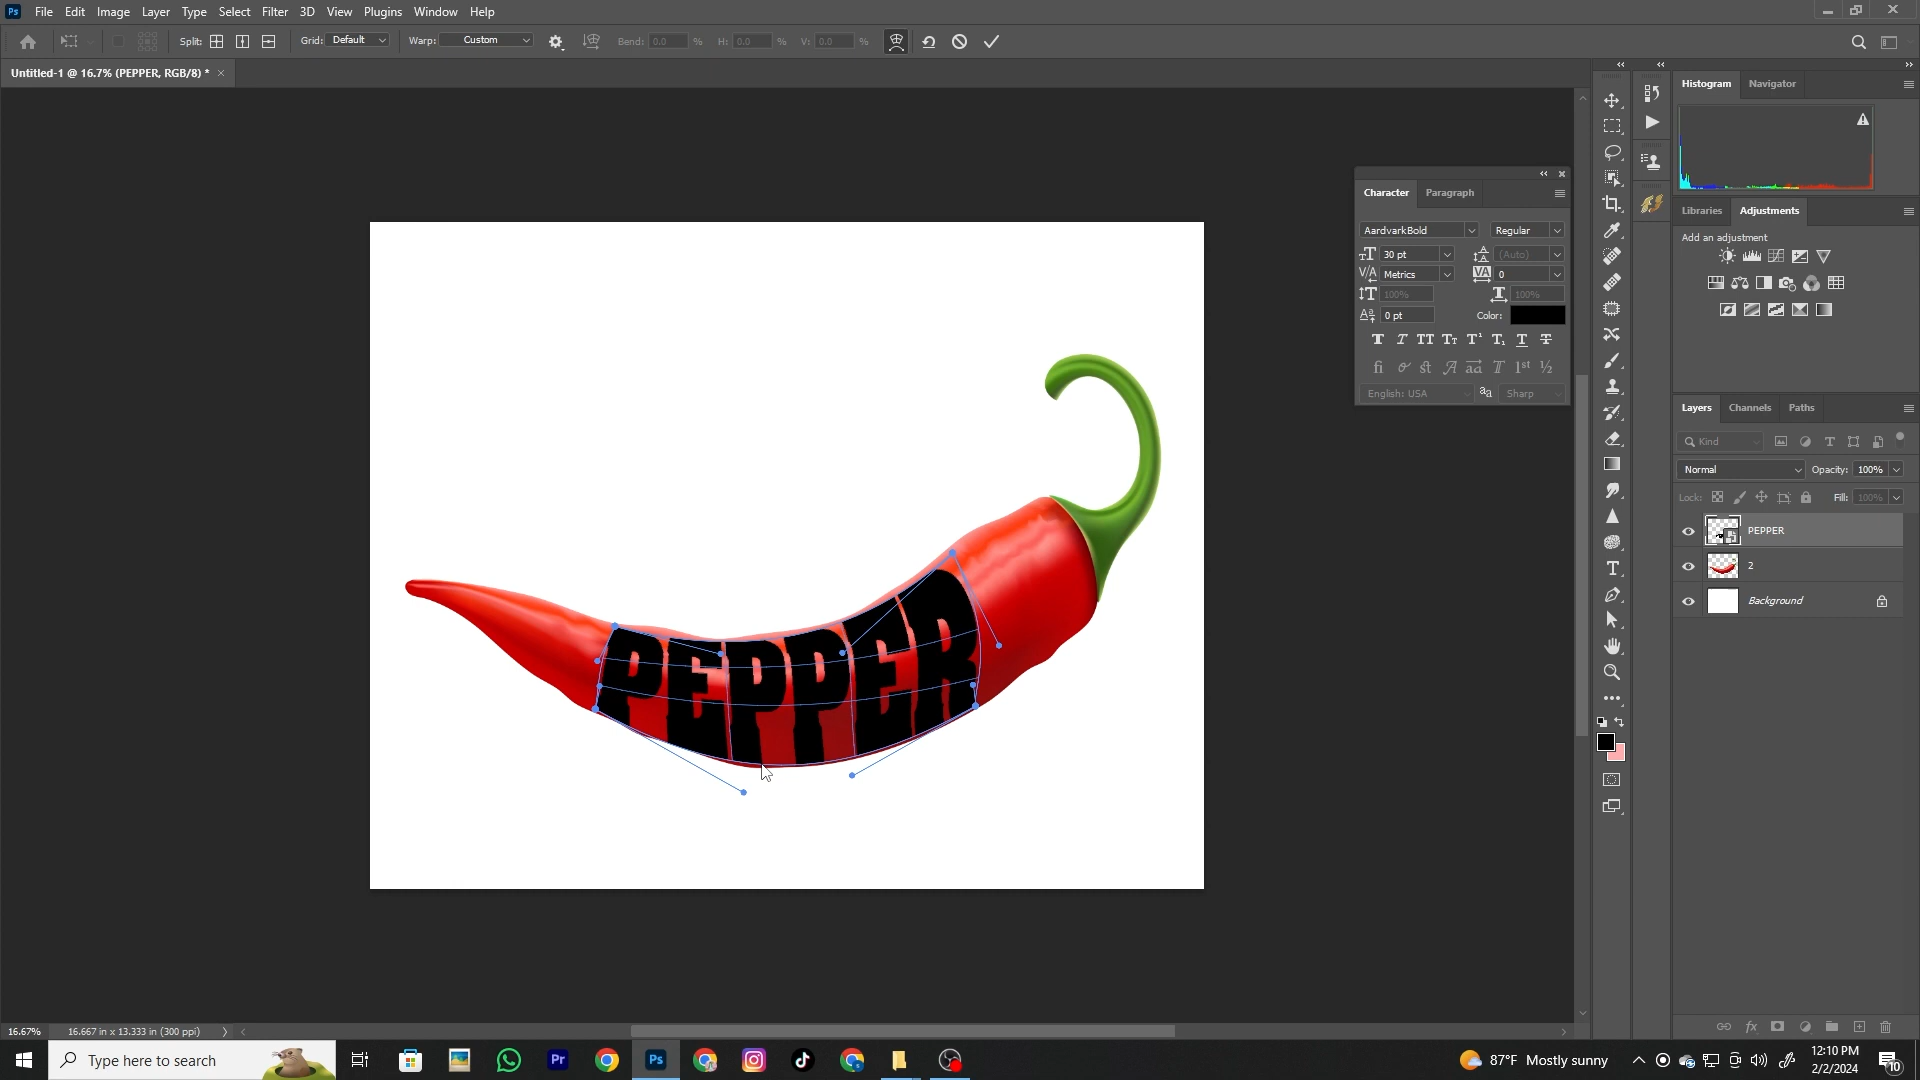 File Edit Image Layer Type Select Filter 3D View Plugins Window Help
Split: Grid: Default Warp: Custom Bend: 0.0 % H: 0.0 % V: 0.0 %
Untitled-1 @ 16.7% (PEPPER, RGB/8) * ×
Histogram Navigator
Character Paragraph
AardvarkBold Regular
30 pt (Auto)
Metrics 0
100% 100%
0 pt Color:
English: USA aa Sharp
Libraries Adjustments
Add an adjustment
Layers Channels Paths
Kind
Normal Opacity: 100%
Lock: Fill: 100%
PEPPER
2
Background
PEPPER
16.67% 16.667 in x 13.333 in (300 ppi)
Type here to search
87°F Mostly sunny
12:10 PM
2/2/2024
10